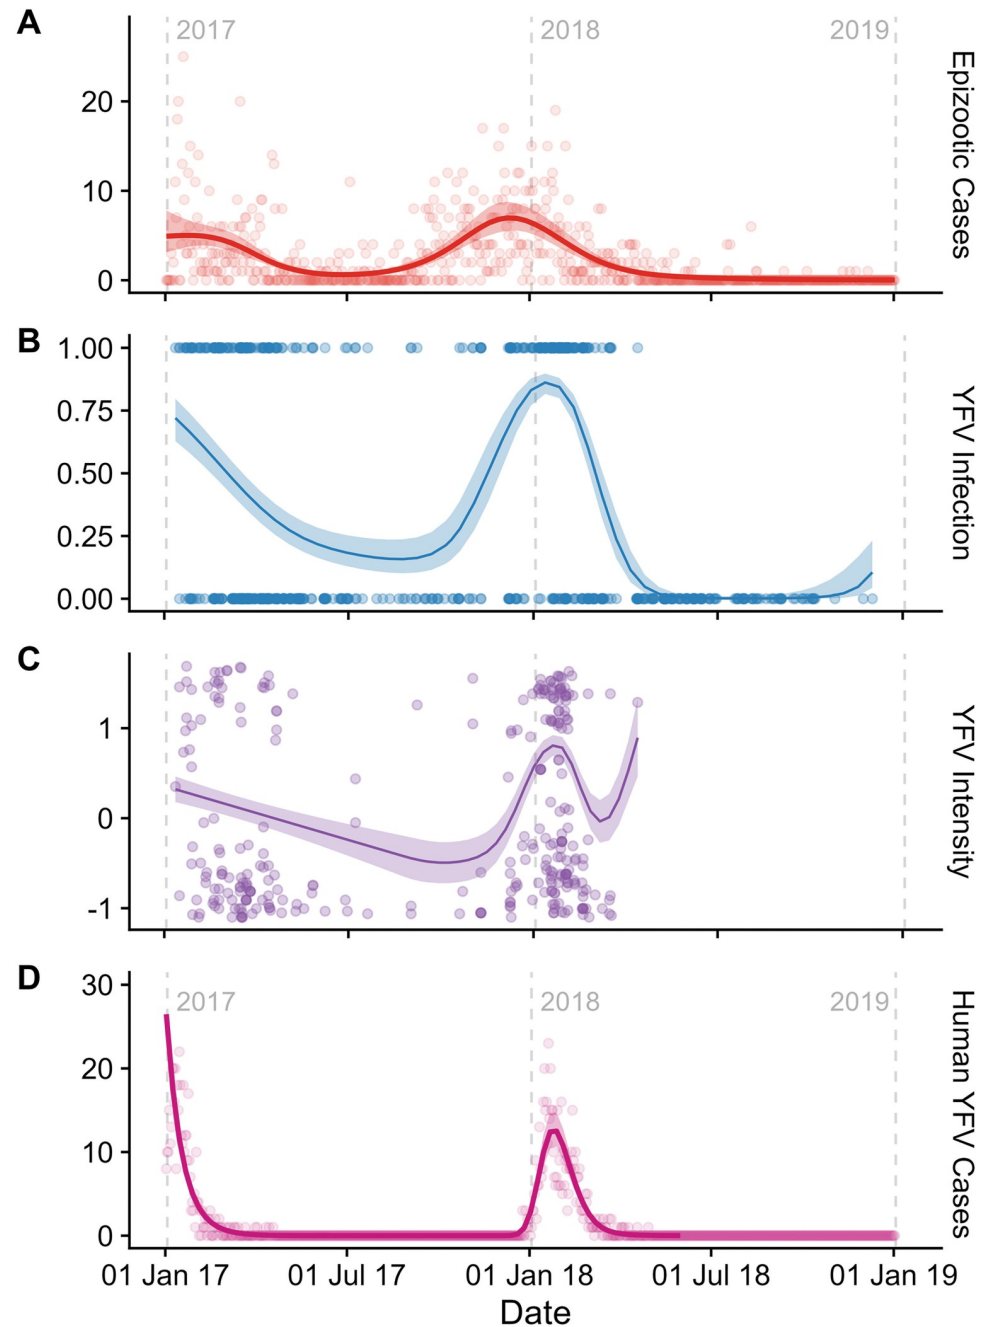 A
2017
2018
2019
20
10
0
Epizootic Cases
B
1.00
0.75
0.50
0.25
0.00
YFV Infection
C
1
0
-1
YFV Intensity
D
2017
2018
2019
30
20
10
0
Human YFV Cases
01 Jan 17
01 Jul 17
01 Jan 18
01 Jul 18
01 Jan 19
Date